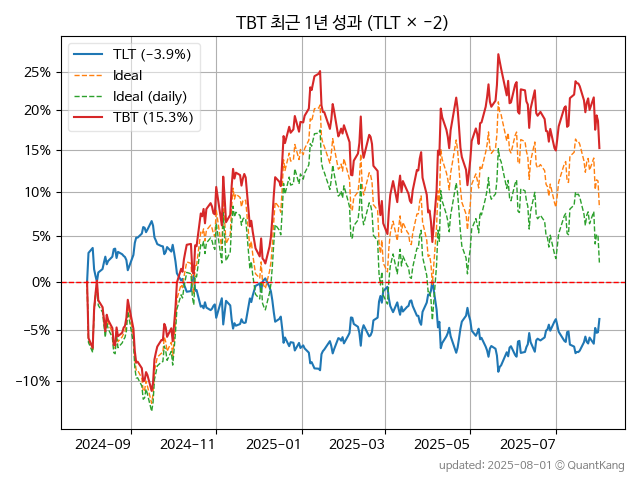 TBT 최근 1년 성과 (TLT × −2)
TLT (−3.9%)
Ideal
Ideal (daily)
TBT (15.3%)
25%
20%
15%
10%
5%
0%
−5%
−10%
2024−09 2024−11 2025−01 2025−03 2025−05 2025−07
updated: 2025−08−01 © QuantKang